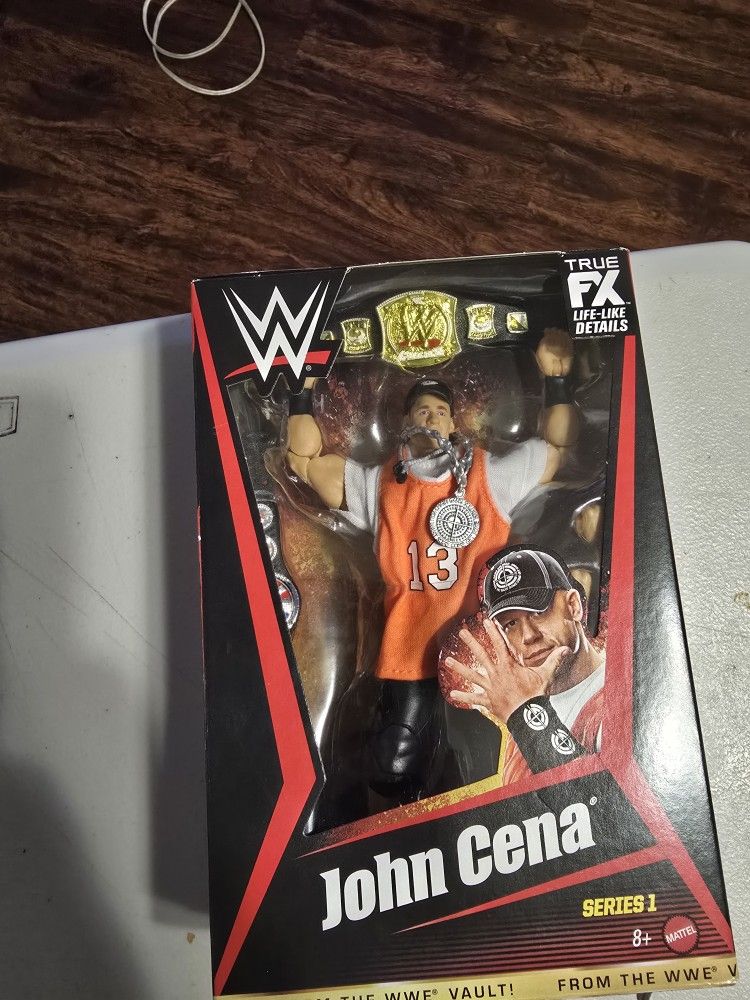 W
TRUE
FX
LIFE-LIKE
DETAILS
W
13
John Cena®
SERIES 1
8+ MATTEL
THE WWE® VAULT! FROM THE WWE® V